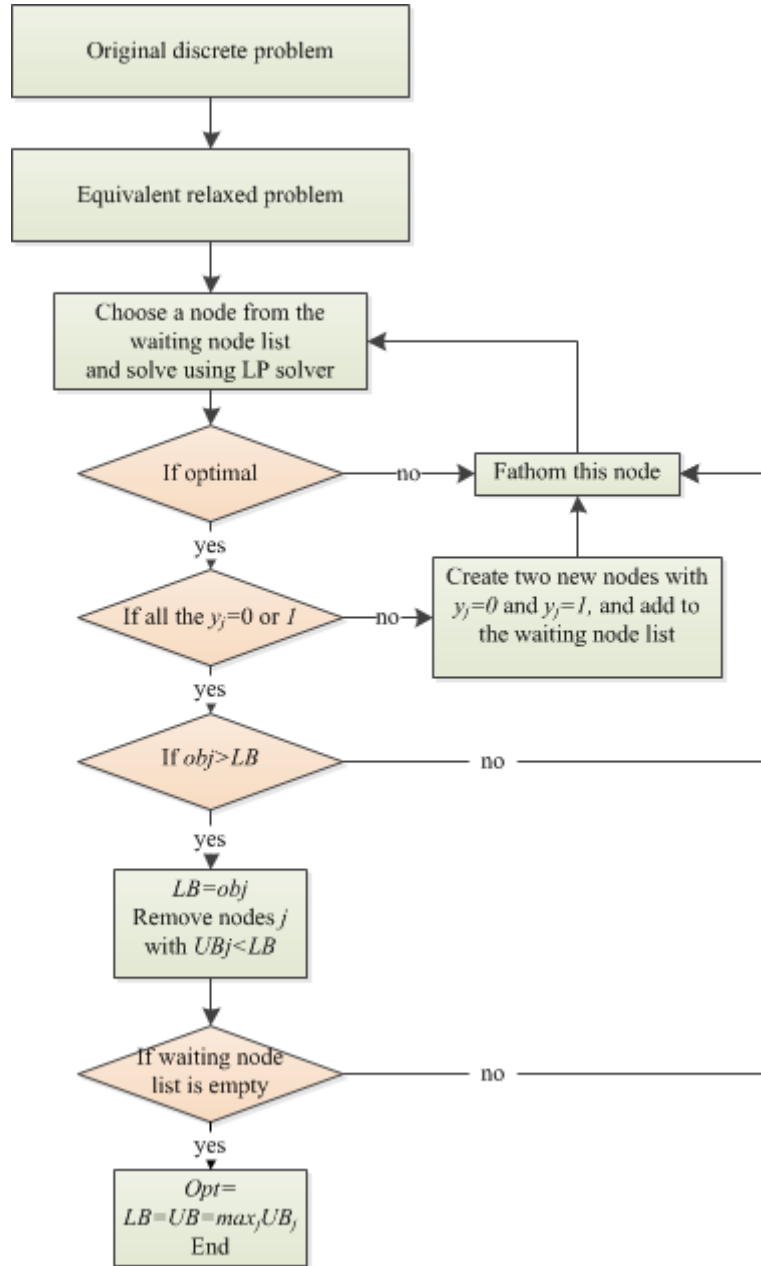 Original discrete problem
Equivalent relaxed problem
Choose a node from the
waiting node list
and solve using LP solver
If optimal
no
Fathom this node
yes
If all the yⱼ=0 or 1
no
Create two new nodes with
yⱼ=0 and yⱼ=1, and add to
the waiting node list
yes
If obj>LB
no
yes
LB=obj
Remove nodes j
with UBj<LB
If waiting node
list is empty
no
yes
Opt=
LB=UB=maxⱼUBⱼ
End